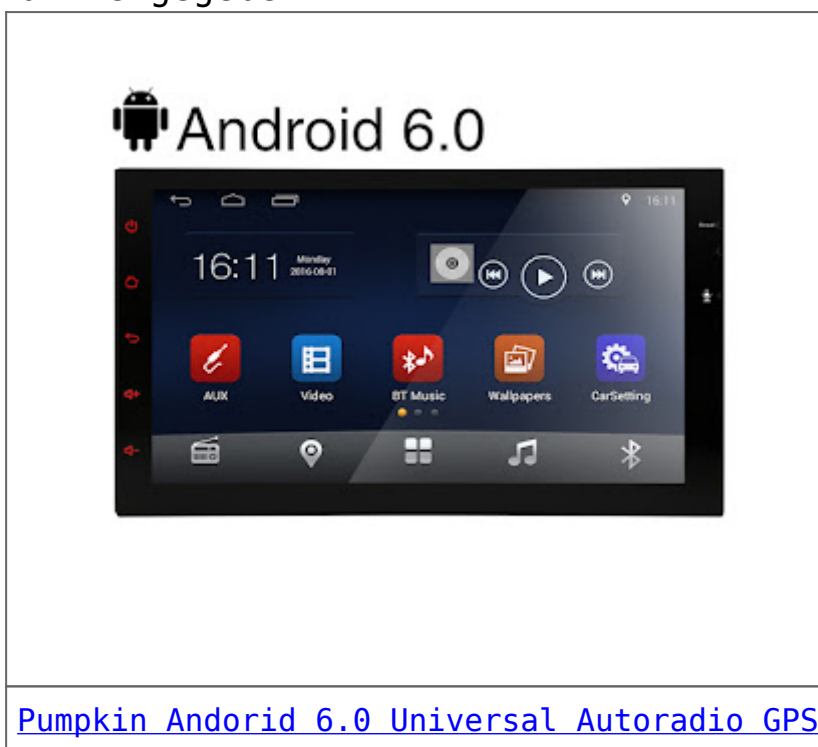 Android 6.0
16:11
16:11
Monday
2016-08-01
AUX
Video
BT Music
Wallpapers
CarSetting
Pumpkin Andorid 6.0 Universal Autoradio GPS